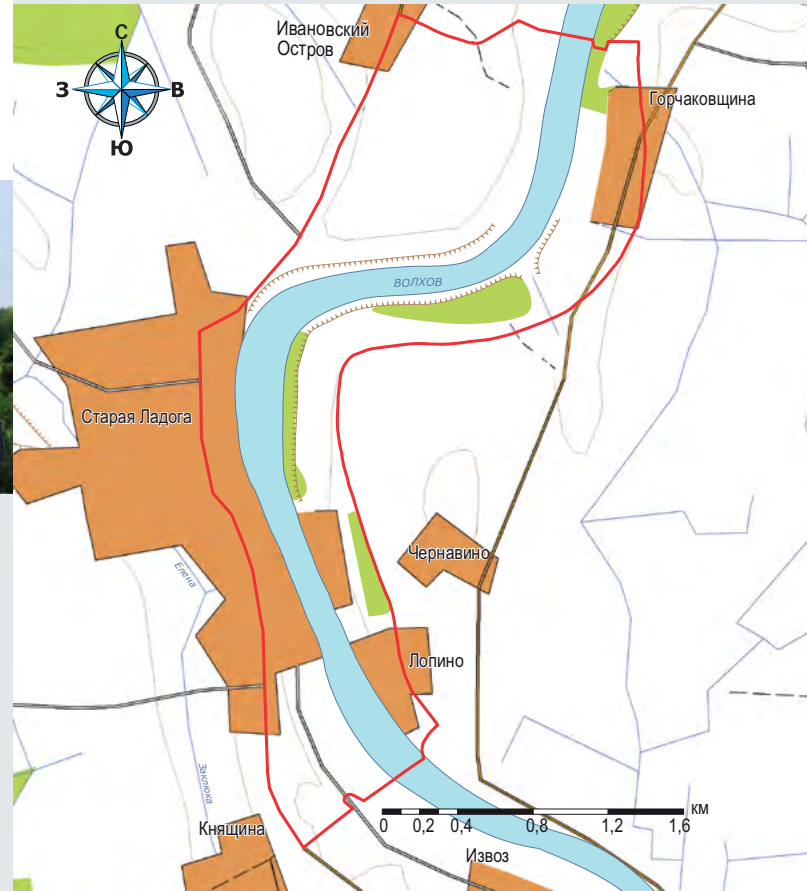 Ивановский
Остров
С
З
В
Ю
Горчаковщина
ВОЛХОВ
Старая Ладога
Чернавино
Елена
Лопино
Заклюка
Княщина
км
0 0,2 0,4 0,8 1,2 1,6
Извоз